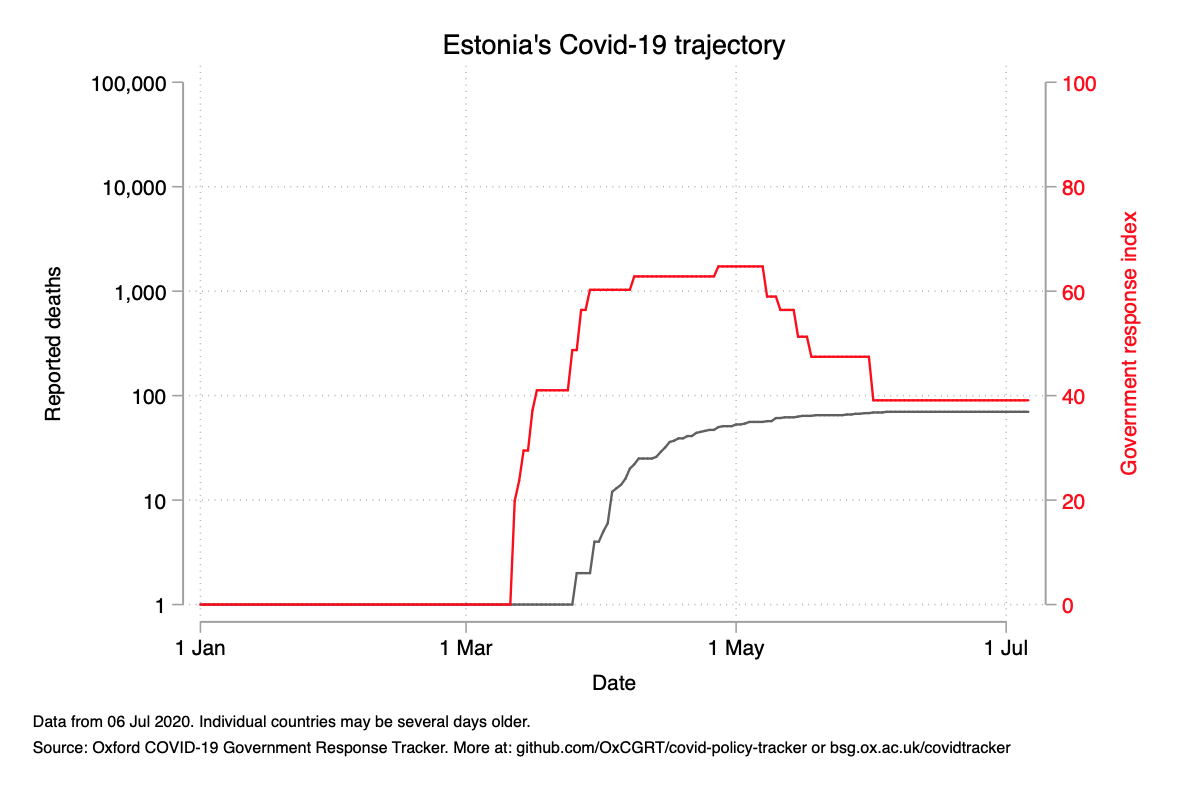 Estonia's Covid-19 trajectory
100,000
10,000
1,000
100
10
1
Reported deaths
100
80
60
40
20
0
Government response index
1 Jan
1 Mar
1 May
1 Jul
Date
Data from 06 Jul 2020. Individual countries may be several days older.
Source: Oxford COVID-19 Government Response Tracker. More at: github.com/OxCGRT/covid-policy-tracker or bsg.ox.ac.uk/covidtracker